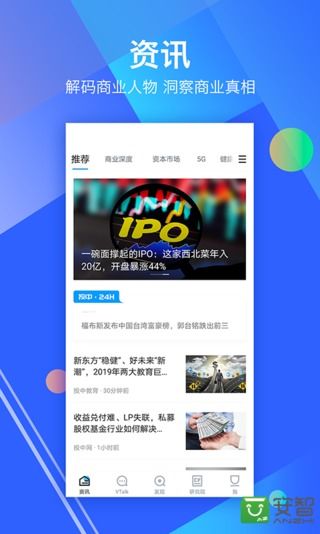 资讯
解码商业人物 洞察商业真相
推荐 商业深度 资本市场 5G 健康
IPO
一碗面撑起的IPO：这家西北菜年入
20亿，开盘暴涨44%
投中·24H
福布斯发布中国台湾富豪榜，郭台铭跌出前三
新东方“稳健”、好未来“新
潮”，2019年两大教育巨...
投中教育·30分钟前
收益兑付难、LP失联，私募
股权基金行业如何解决...
投中网·1小时前
资讯 VTalk 发现 研究院 我
安智
ANZHI